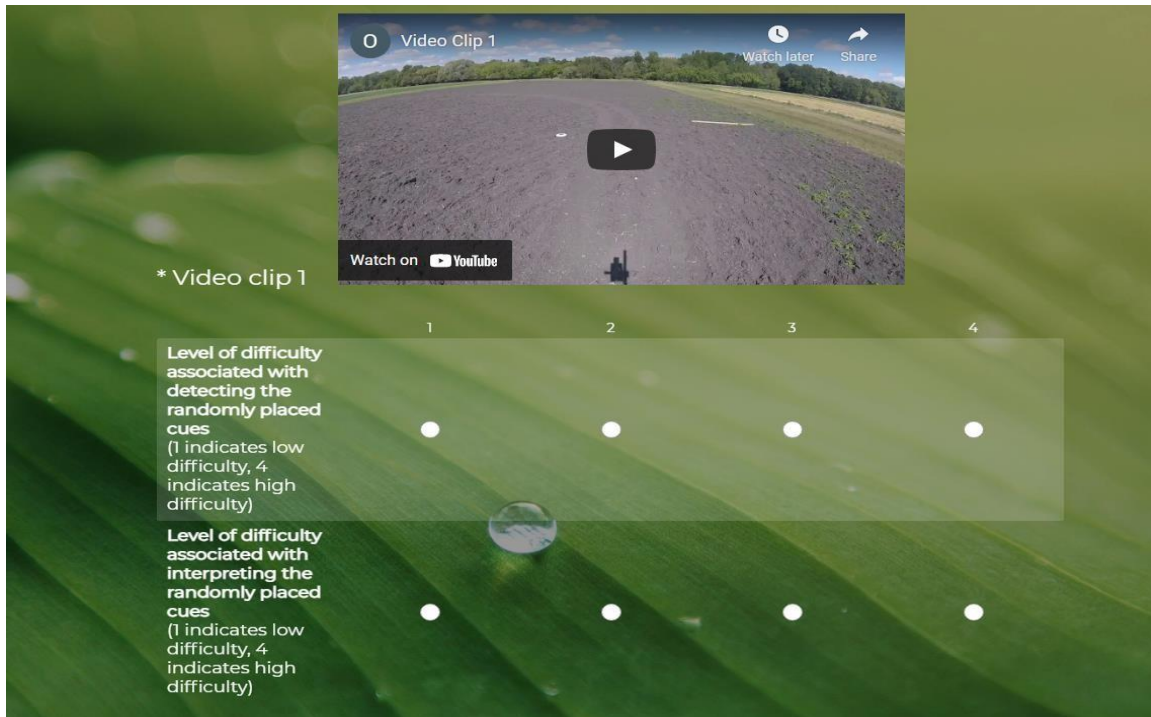 O Video Clip 1
Watch later Share
Watch on YouTube
* Video clip 1
1 2 3 4
Level of difficulty
associated with
detecting the
randomly placed
cues
(1 indicates low
difficulty, 4
indicates high
difficulty)
Level of difficulty
associated with
interpreting the
randomly placed
cues
(1 indicates low
difficulty, 4
indicates high
difficulty)